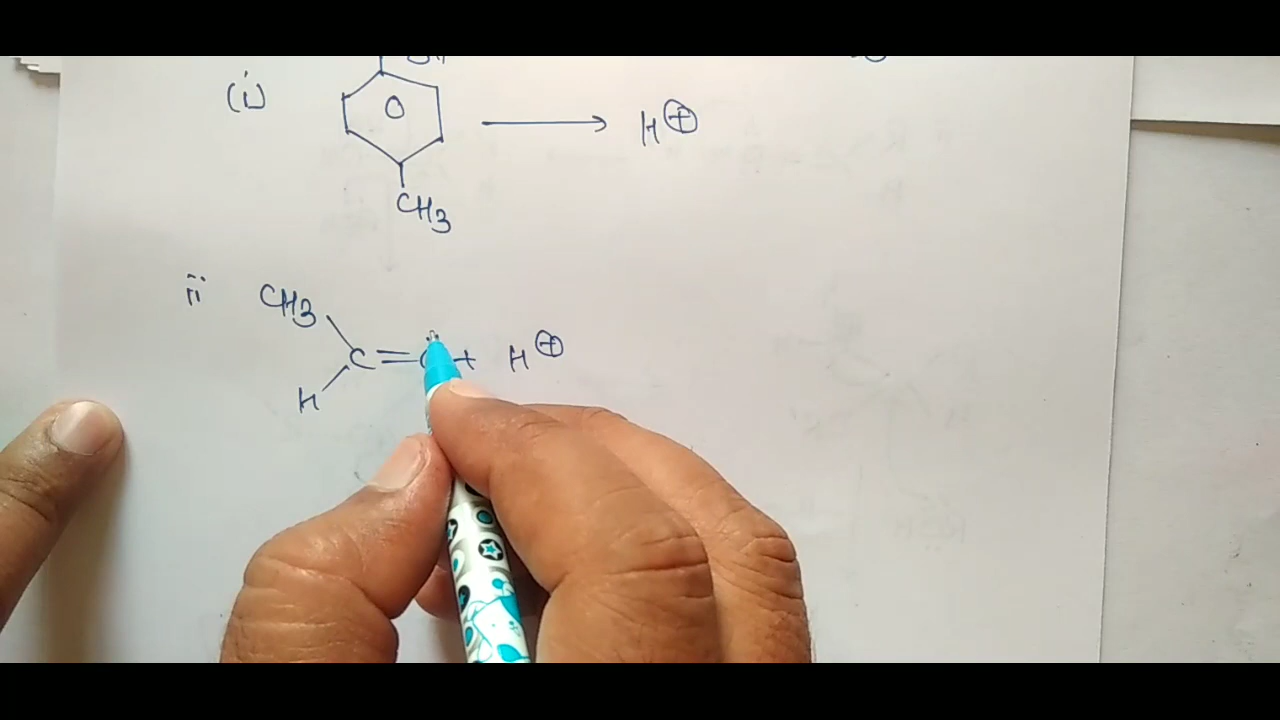 (i) H⊕
CH3
ii CH3
C = + H⊕
H